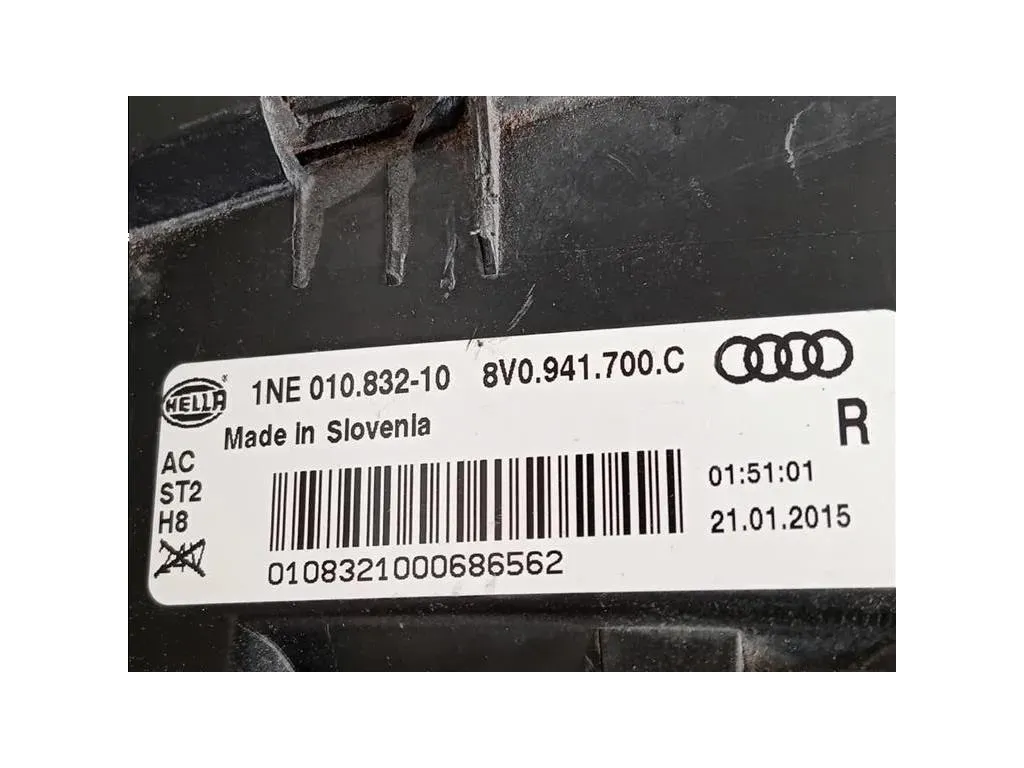 HELLA ® 1NE 010.832-10 8V0.941.700.C
Made in Slovenia R
AC
ST2
H8
01:51:01
21.01.2015
24V
0108321000686562